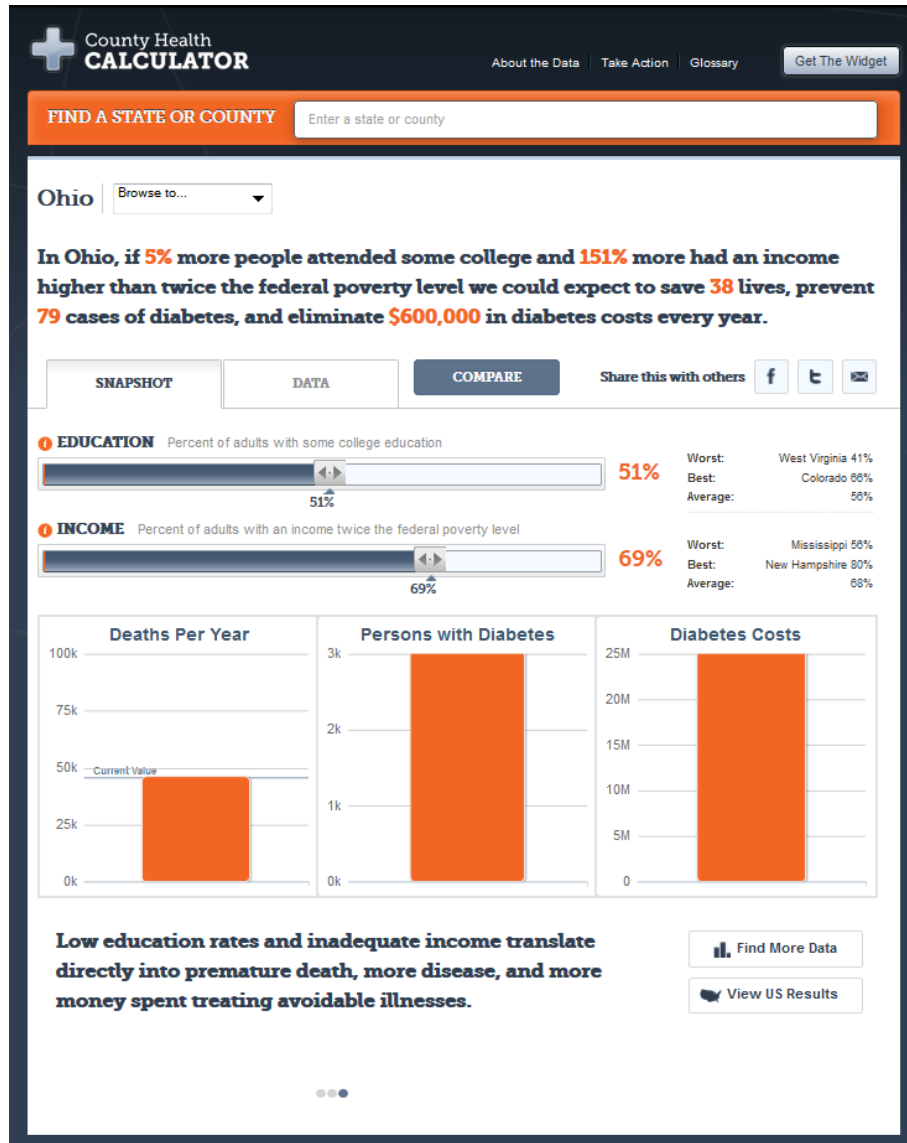 County Health
CALCULATOR
About the Data
Take Action
Glossary
Get The Widget
FIND A STATE OR COUNTY
Enter a state or county
Ohio
Browse to...
In Ohio, if 5% more people attended some college and 151% more had an income
higher than twice the federal poverty level we could expect to save 38 lives, prevent
79 cases of diabetes, and eliminate $600,000 in diabetes costs every year.
SNAPSHOT
DATA
COMPARE
Share this with others
EDUCATION Percent of adults with some college education
51%
51%
Worst: West Virginia 41%
Best: Colorado 66%
Average: 56%
INCOME Percent of adults with an income twice the federal poverty level
69%
69%
Worst: Mississippi 56%
Best: New Hampshire 80%
Average: 68%
Deaths Per Year
100k
75k
50k
Current Value
25k
0k
Persons with Diabetes
3k
2k
1k
0k
Diabetes Costs
25M
20M
15M
10M
5M
0
Low education rates and inadequate income translate
directly into premature death, more disease, and more
money spent treating avoidable illnesses.
Find More Data
View US Results